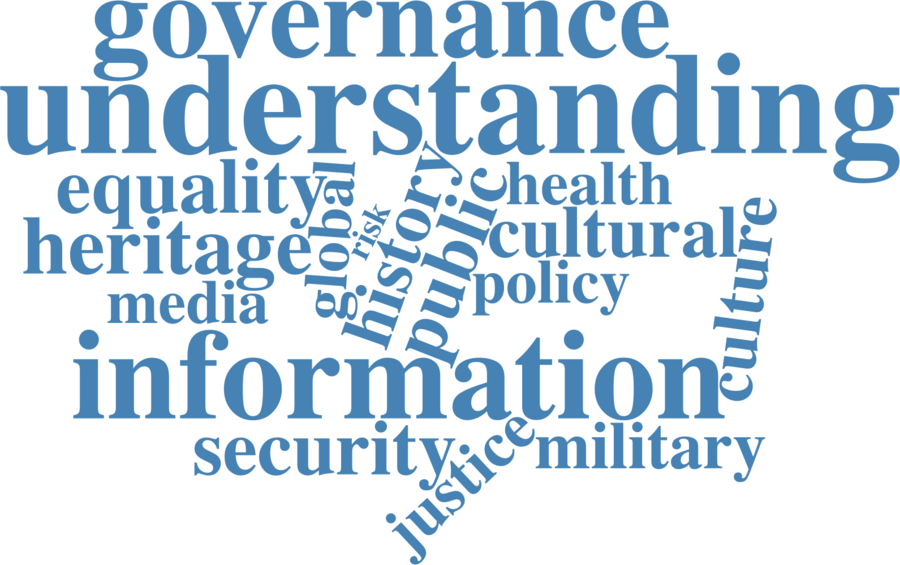 governance
understanding
equality
global
risk
history
public
health
heritage
cultural
culture
media
policy
information
security
justice
military